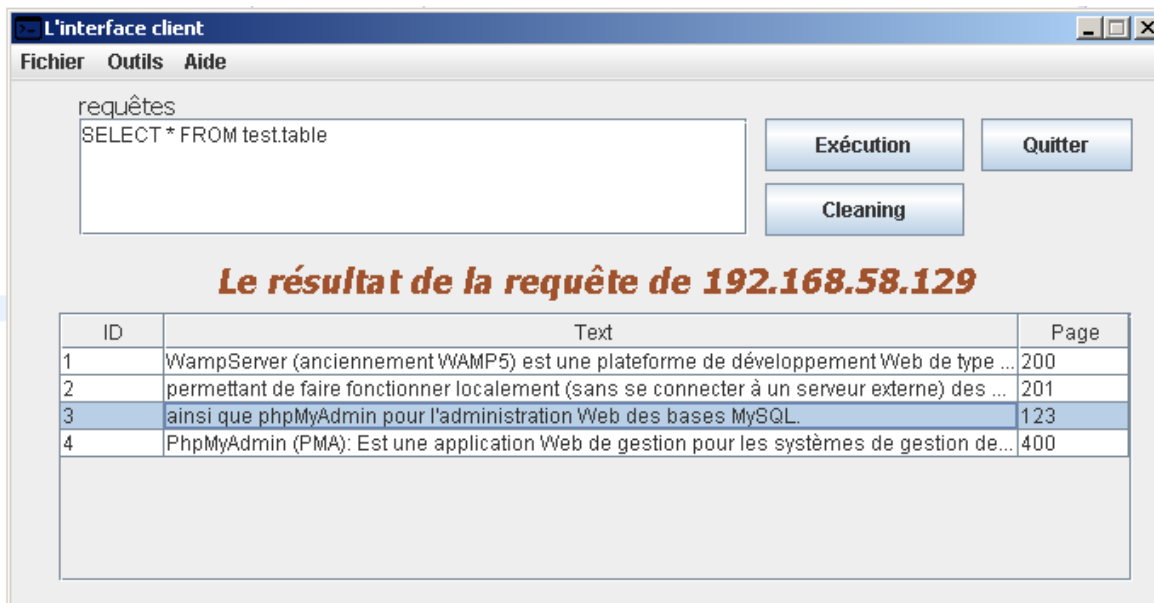 L'interface client
Fichier Outils Aide
requêtes
SELECT * FROM test.table
Exécution
Quitter
Cleaning
Le résultat de la requête de 192.168.58.129
ID Text Page
1 WampServer (anciennement WAMP5) est une plateforme de développement Web de type ... 200
2 permettant de faire fonctionner localement (sans se connecter à un serveur externe) des ... 201
3 ainsi que phpMyAdmin pour l'administration Web des bases MySQL. 123
4 PhpMyAdmin (PMA): Est une application Web de gestion pour les systèmes de gestion de... 400